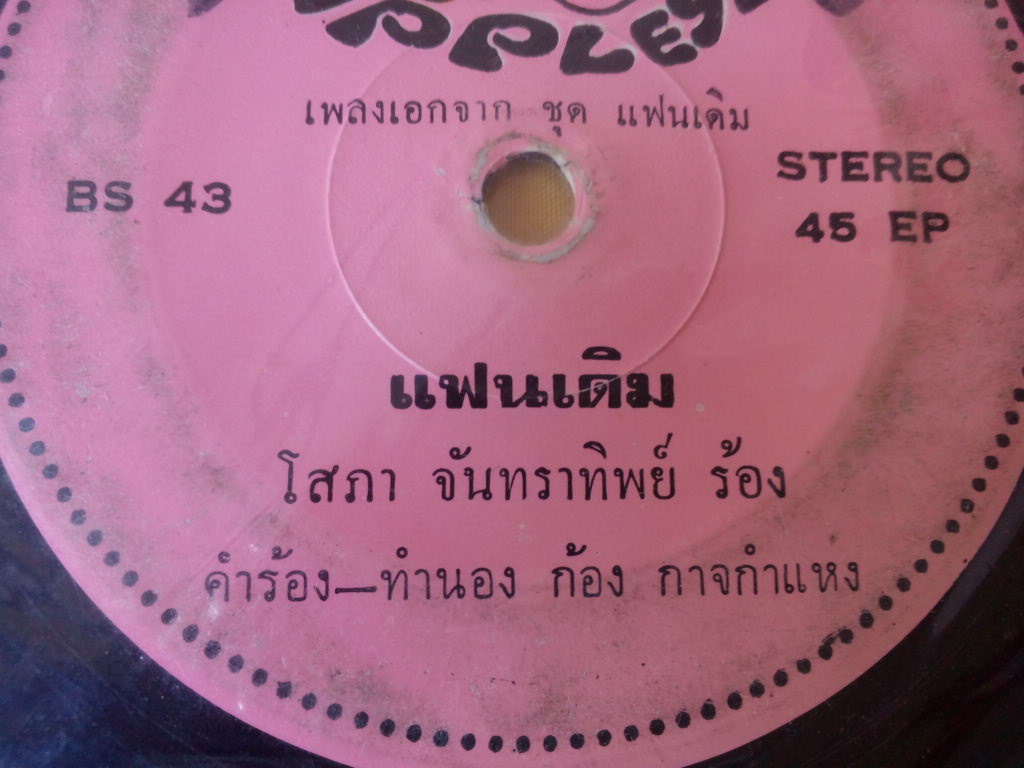 เพลงเอกจาก ชุด แฟนเดิม
BS 43
STEREO
45 EP
แฟนเดิม
โสภา จันทราทิพย์ ร้อง
คำร้อง—ทำนอง ก้อง กาจกำแหง